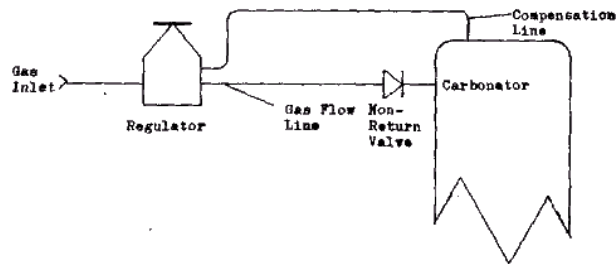 Compensation
Line
Gas
Inlet
Carbonator
Regulator
Gas Flow
Line
Non-
Return
Valve